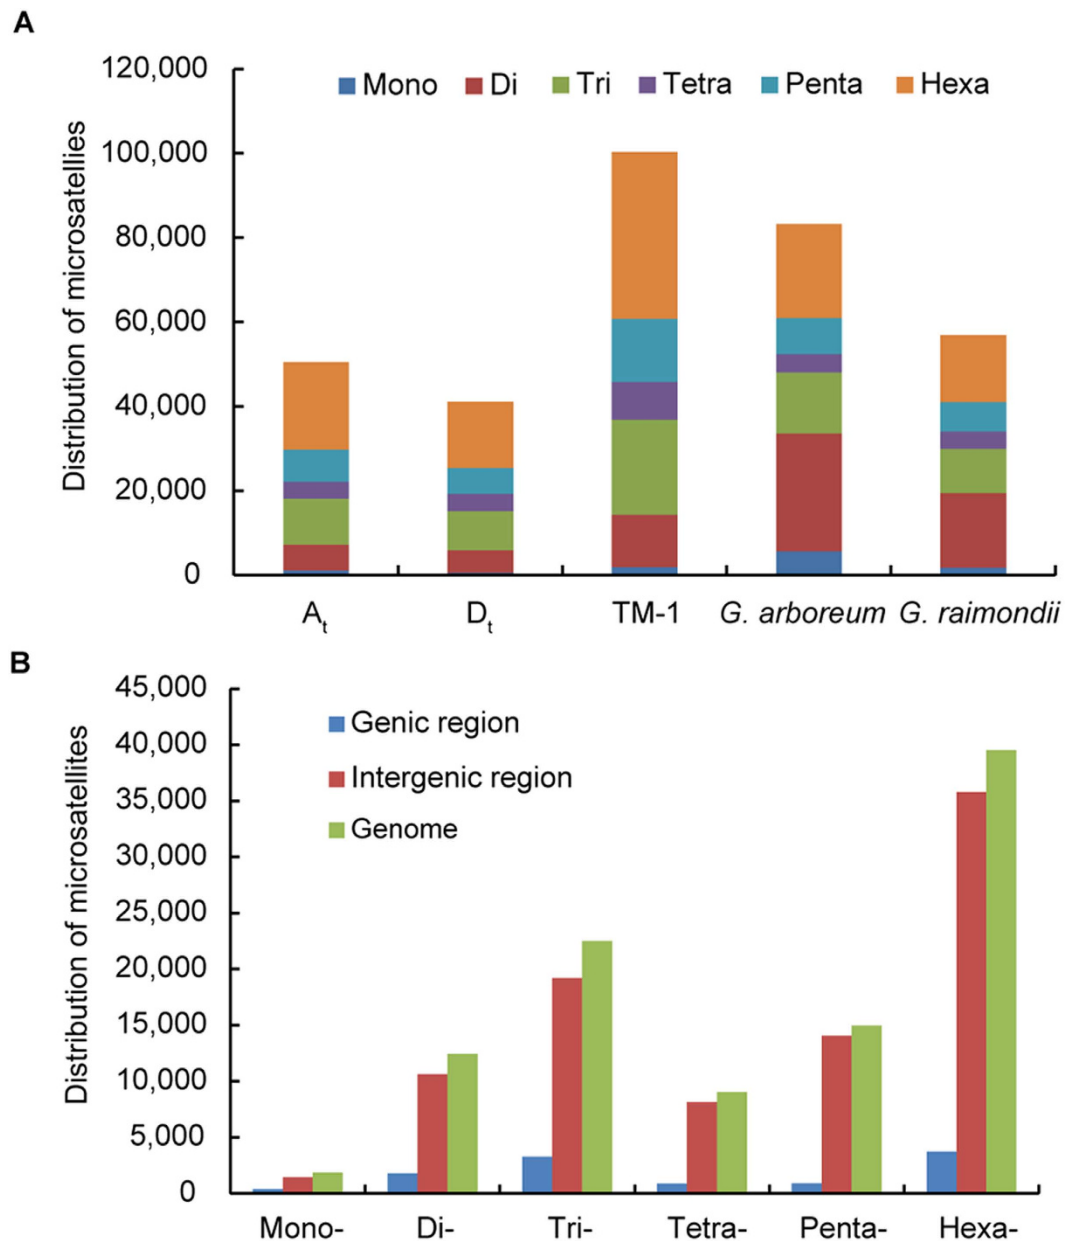 A
120,000
100,000
80,000
60,000
40,000
20,000
0
Distribution of microsatellies
Mono Di Tri Tetra Penta Hexa
At Dt TM-1 G. arboreum G. raimondii
B
45,000
40,000
35,000
30,000
25,000
20,000
15,000
10,000
5,000
0
Distribution of microsatellites
Genic region
Intergenic region
Genome
Mono- Di- Tri- Tetra- Penta- Hexa-